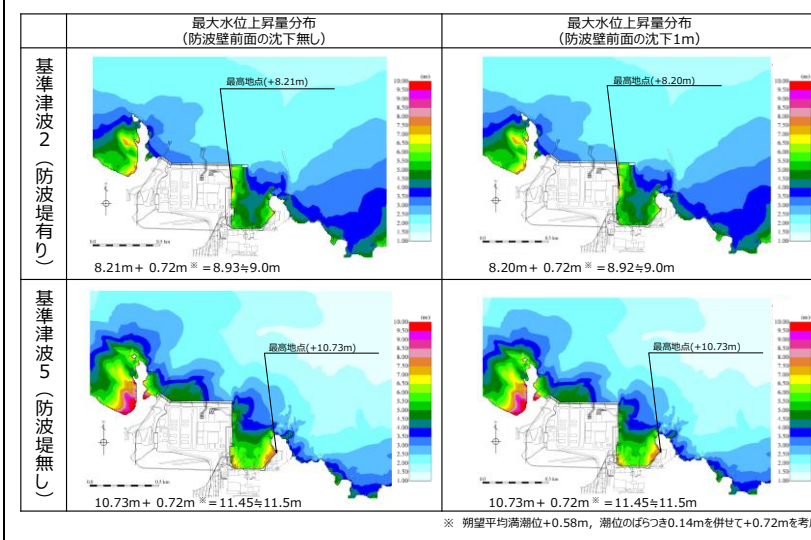 最大水位上昇量分布
（防波壁前面の沈下無し）
最大水位上昇量分布
（防波壁前面の沈下1m）
基準津波２（防波堤有り）
最高地点(+8.21m)
8.21m+ 0.72m ※ =8.93≒9.0m
最高地点(+8.20m)
8.20m+ 0.72m ※ =8.92≒9.0m
基準津波５（防波堤無し）
最高地点(+10.73m)
10.73m+ 0.72m ※ =11.45≒11.5m
最高地点(+10.73m)
10.73m+ 0.72m ※ =11.45≒11.5m
※ 朔望平均満潮位+0.58m，潮位のばらつき0.14mを併せて+0.72mを考